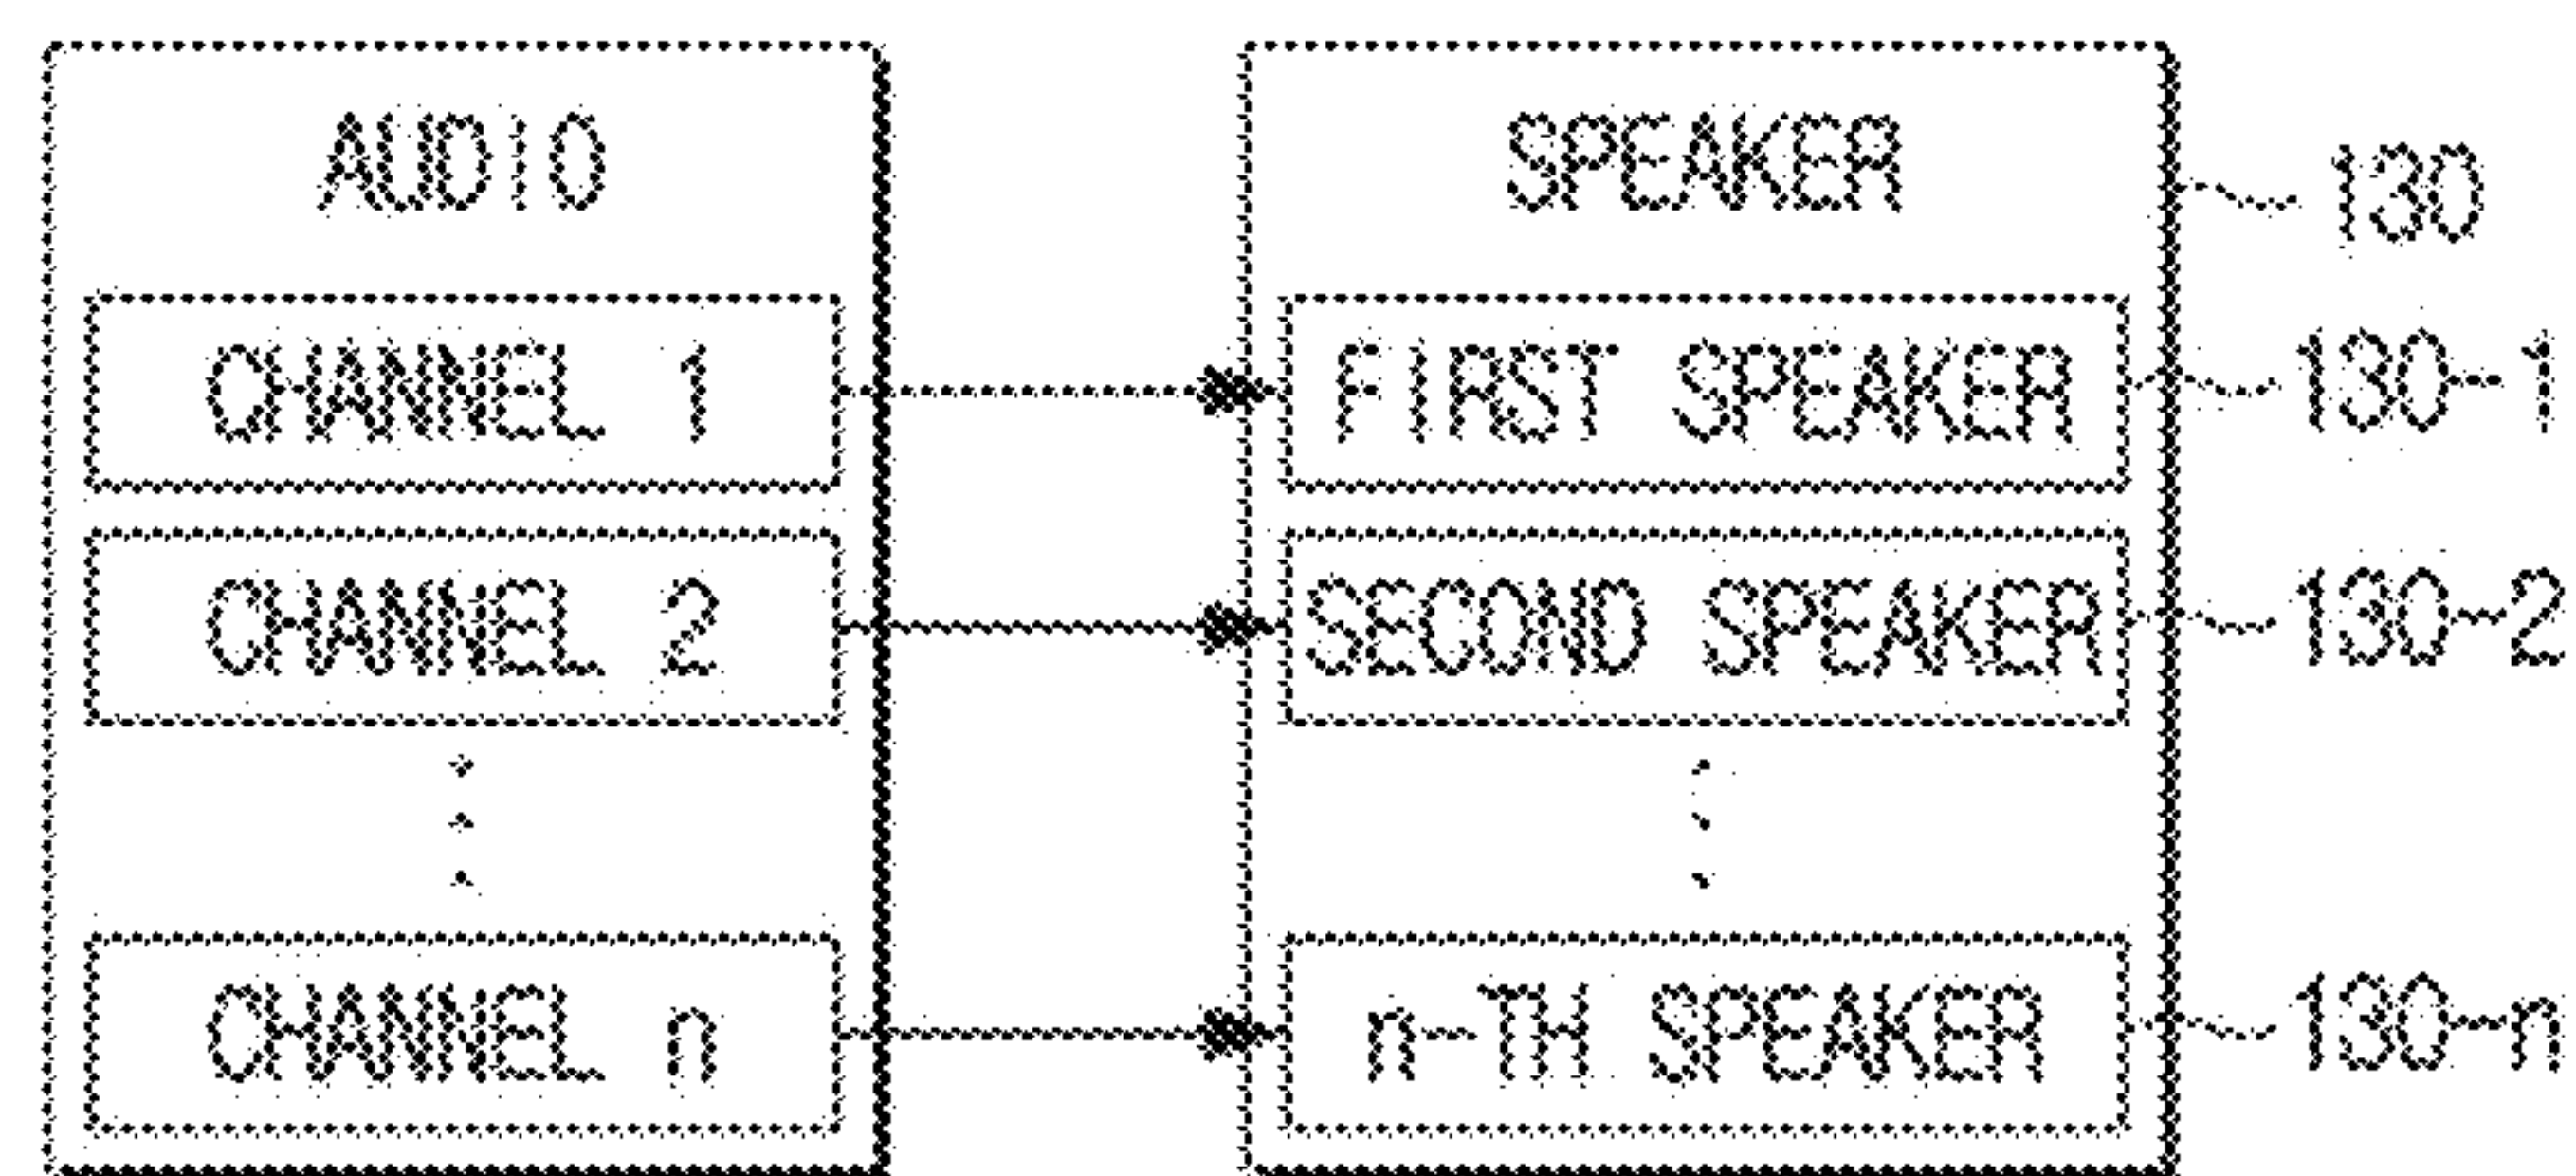 AUDIO
CHANNEL 1
CHANNEL 2
CHANNEL n
SPEAKER
130
FIRST SPEAKER
130-1
SECOND SPEAKER
130-2
n-TH SPEAKER
130-n